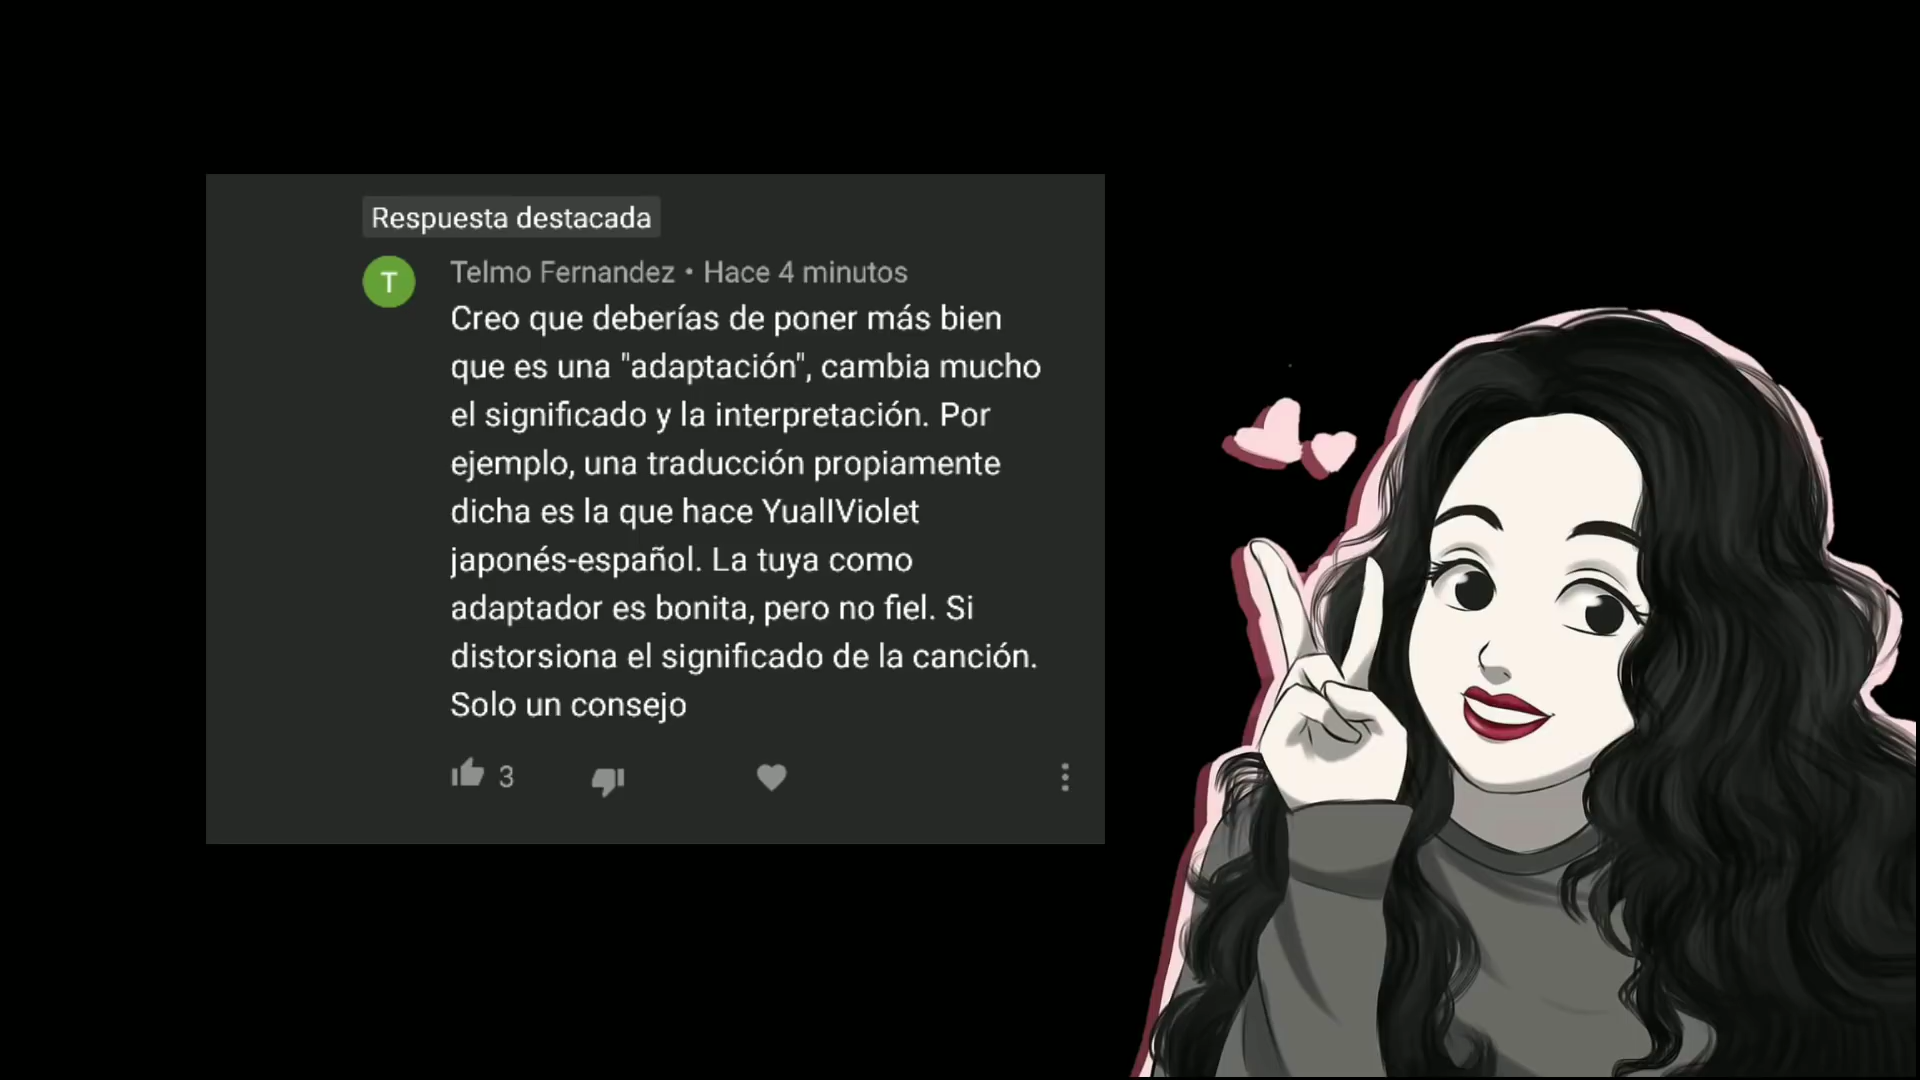 Respuesta destacada
T
Telmo Fernandez • Hace 4 minutos
Creo que deberías de poner más bien
que es una "adaptación", cambia mucho
el significado y la interpretación. Por
ejemplo, una traducción propiamente
dicha es la que hace YualIViolet
japonés-español. La tuya como
adaptador es bonita, pero no fiel. Si
distorsiona el significado de la canción.
Solo un consejo
3